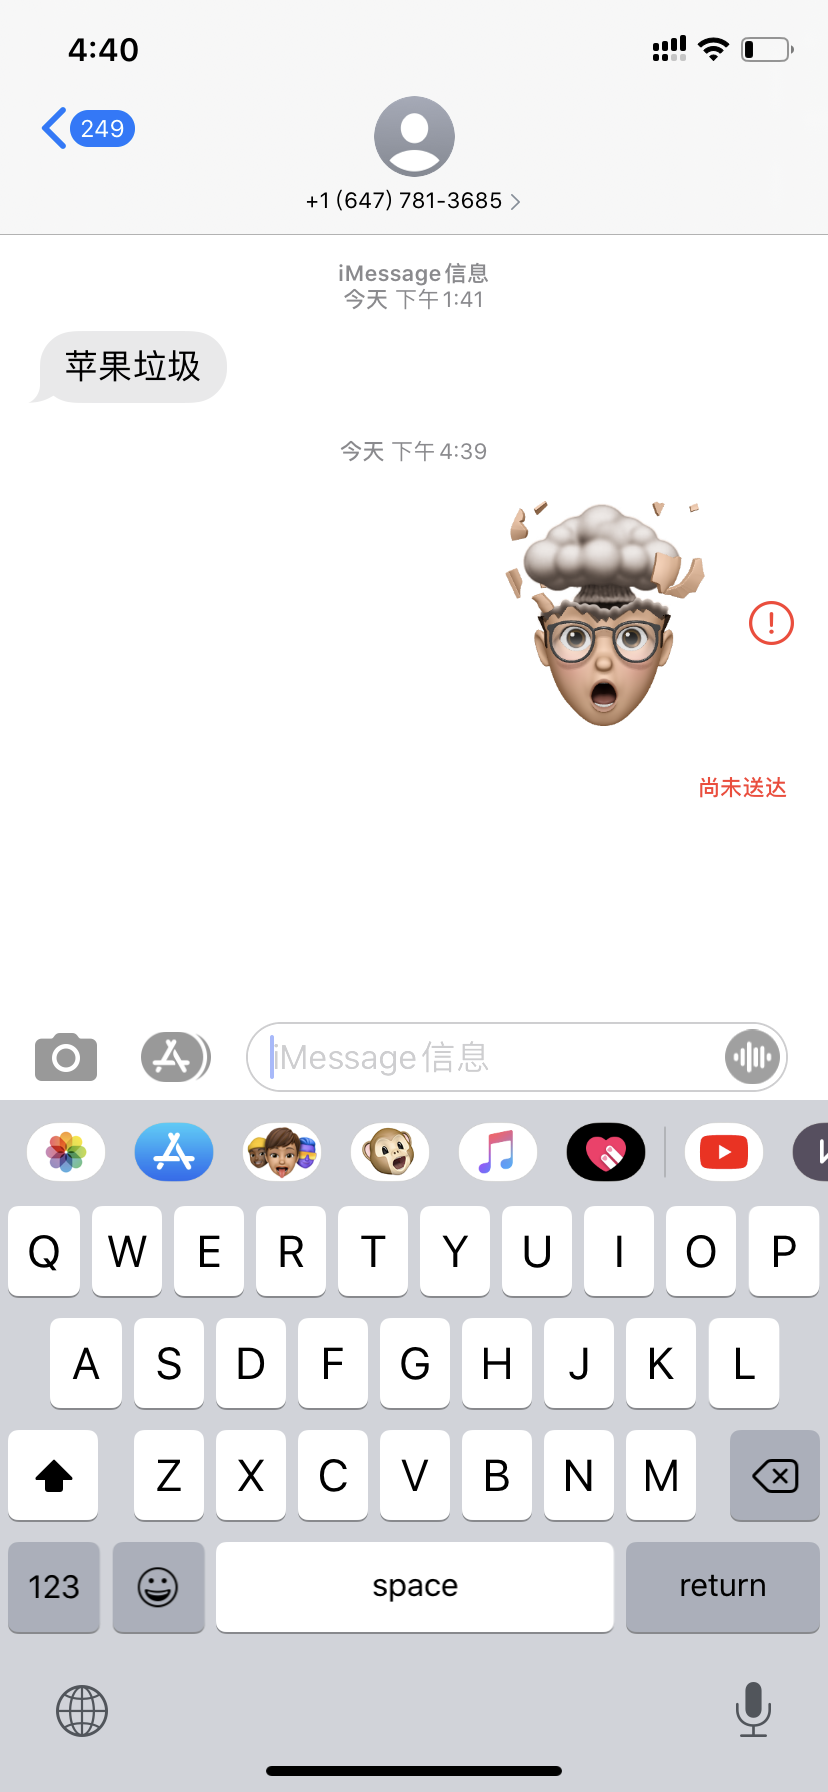 4:40
249
+1 (647) 781-3685
iMessage信息
今天 下午1:41
苹果垃圾
今天 下午4:39
尚未送达
iMessage信息
Q W E R T Y U I O P
A S D F G H J K L
Z X C V B N M
123 space return